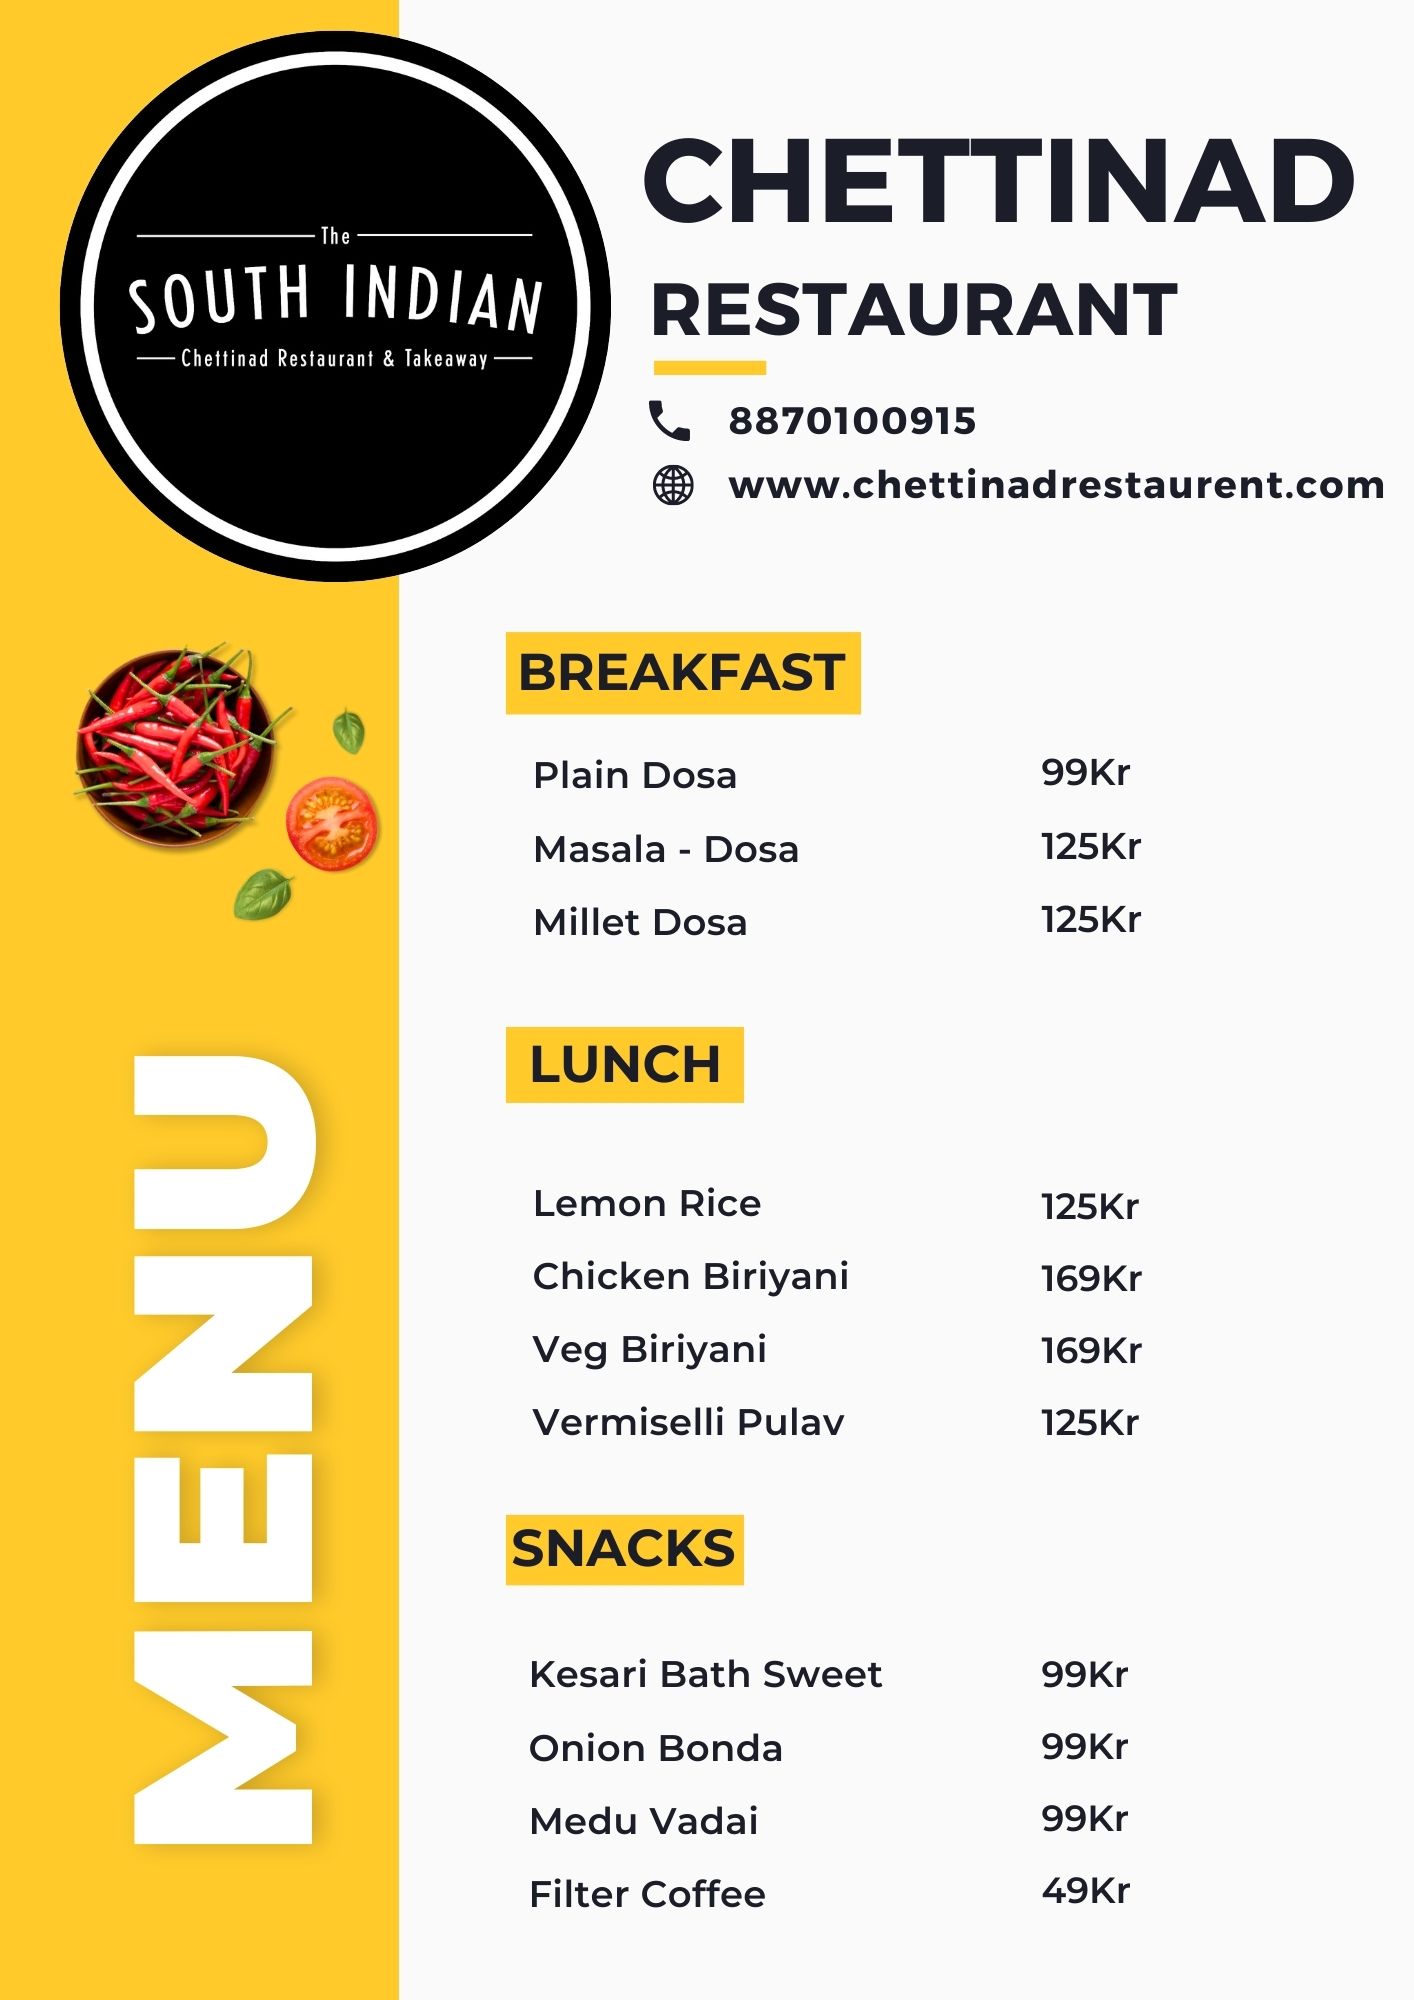 The
SOUTH INDIAN
Chettinad Restaurant & Takeaway
CHETTINAD
RESTAURANT
8870100915
www.chettinadrestaurent.com
MENU
BREAKFAST
Plain Dosa 99Kr
Masala - Dosa 125Kr
Millet Dosa 125Kr
LUNCH
Lemon Rice 125Kr
Chicken Biriyani 169Kr
Veg Biriyani 169Kr
Vermiselli Pulav 125Kr
SNACKS
Kesari Bath Sweet 99Kr
Onion Bonda 99Kr
Medu Vadai 99Kr
Filter Coffee 49Kr